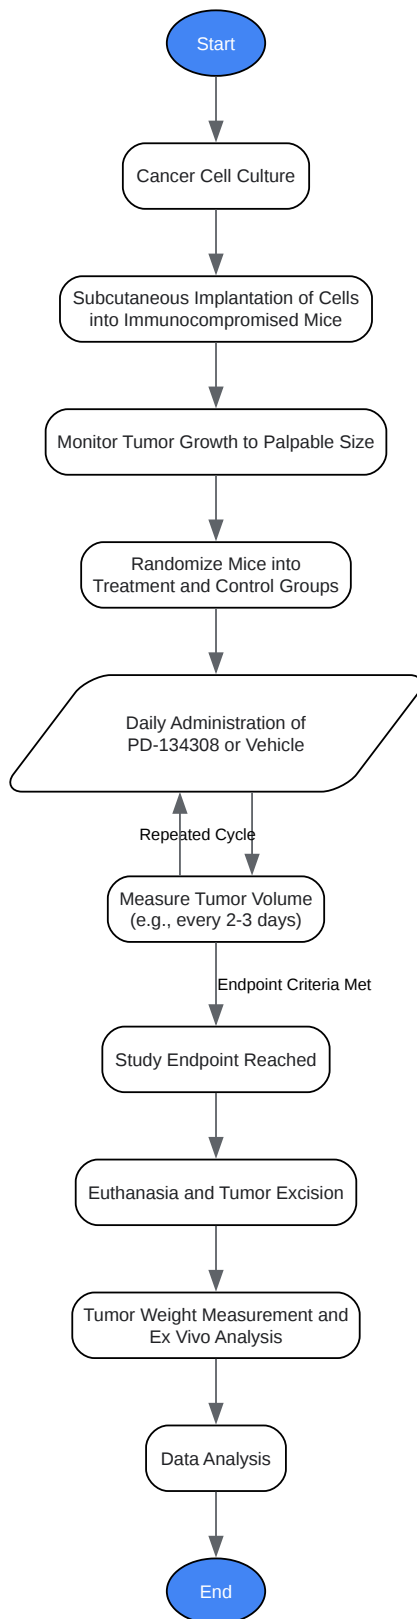 Start
Cancer Cell Culture
Subcutaneous Implantation of Cells
into Immunocompromised Mice
Monitor Tumor Growth to Palpable Size
Randomize Mice into
Treatment and Control Groups
Daily Administration of
PD-134308 or Vehicle
Repeated Cycle
Measure Tumor Volume
(e.g., every 2-3 days)
Endpoint Criteria Met
Study Endpoint Reached
Euthanasia and Tumor Excision
Tumor Weight Measurement and
Ex Vivo Analysis
Data Analysis
End